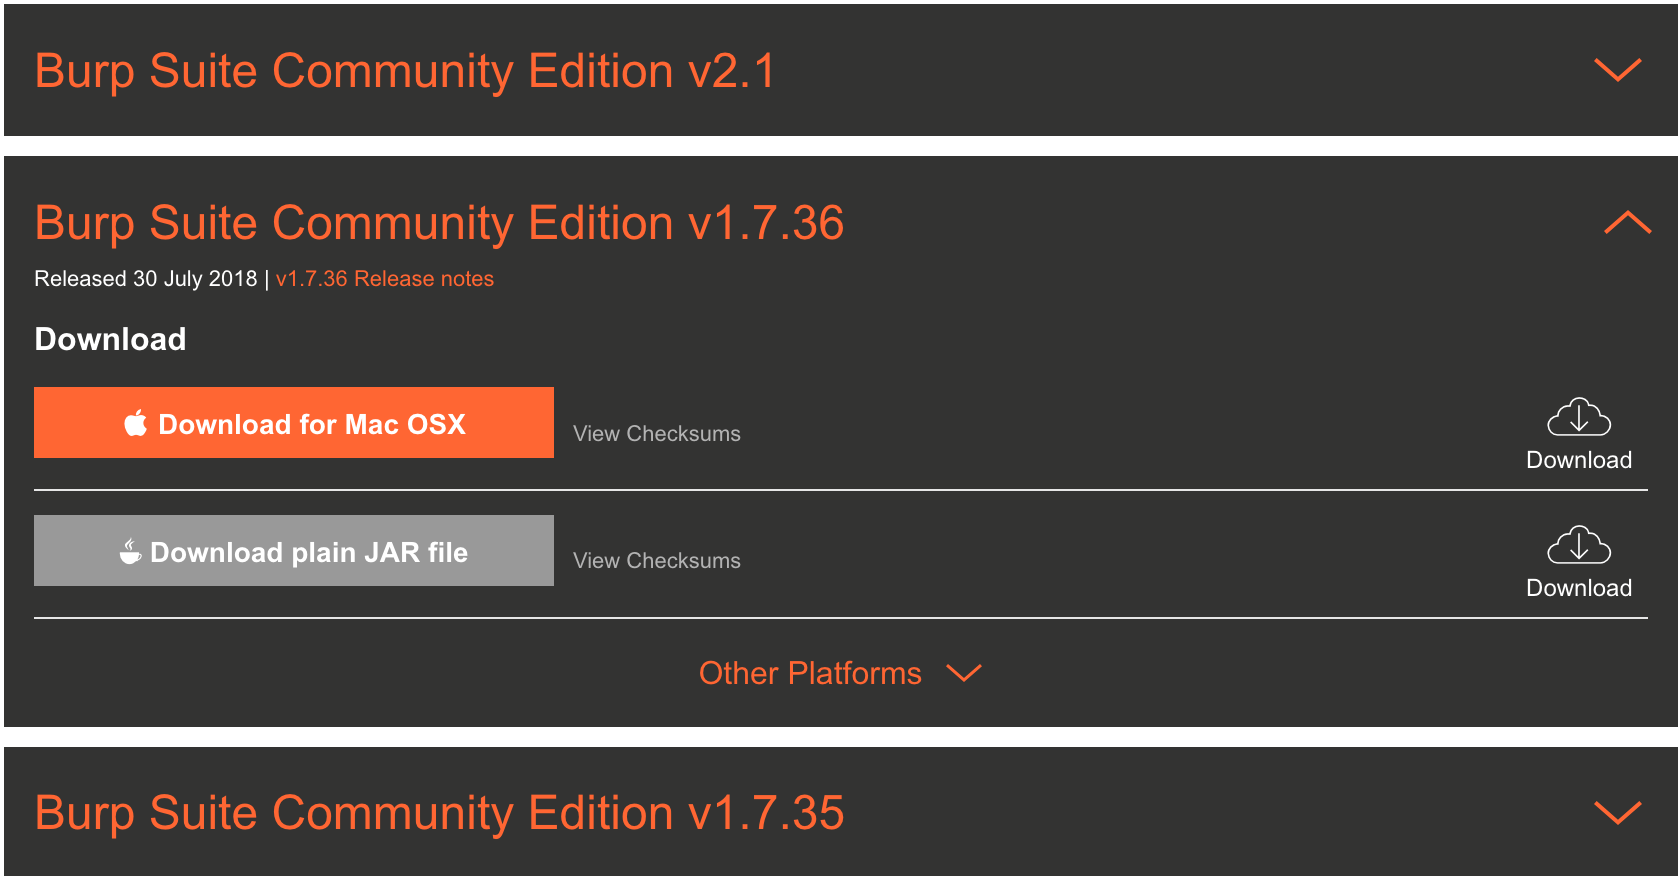 Burp Suite Community Edition v2.1
Burp Suite Community Edition v1.7.36
Released 30 July 2018 | v1.7.36 Release notes
Download
Download for Mac OSX
View Checksums
Download
Download plain JAR file
View Checksums
Download
Other Platforms
Burp Suite Community Edition v1.7.35